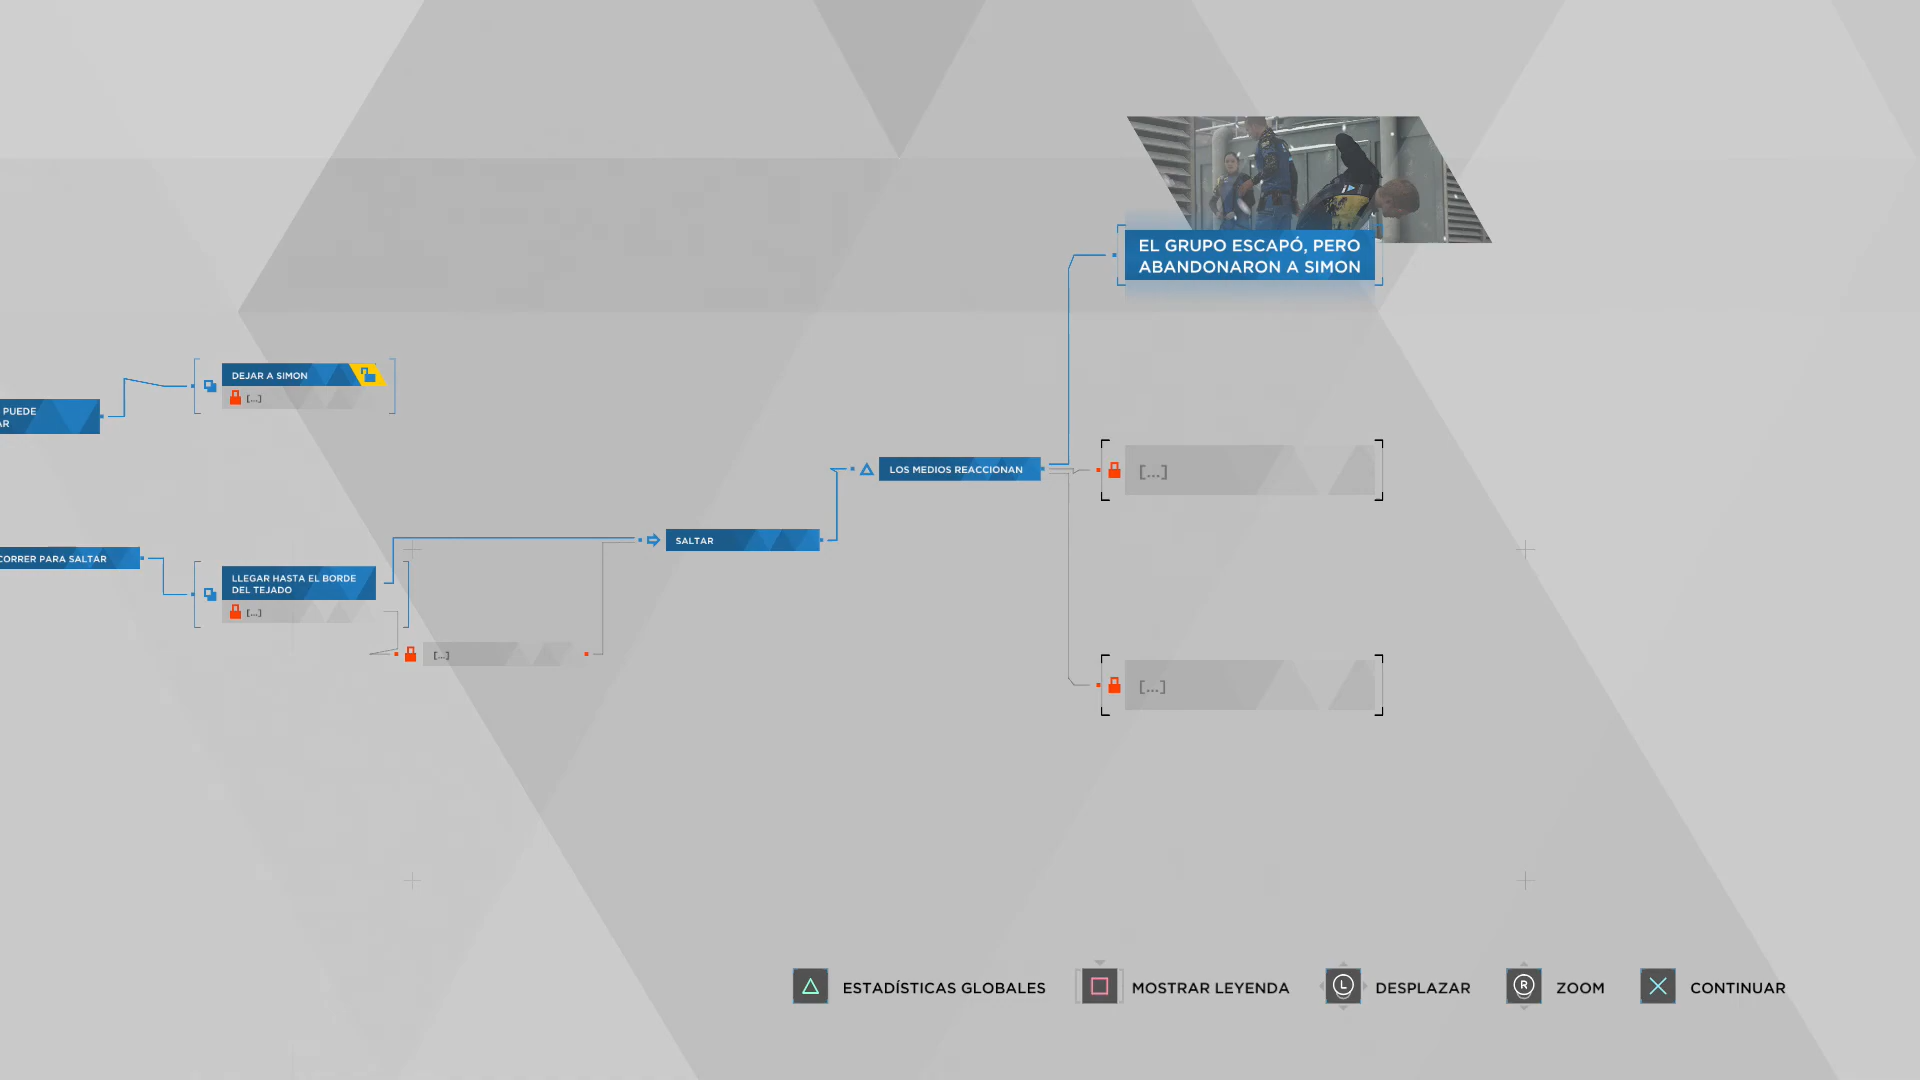 EL GRUPO ESCAPÓ, PERO
ABANDONARON A SIMON
DEJAR A SIMON
[...]
PUEDE
AR
LOS MEDIOS REACCIONAN
[...]
SALTAR
CORRER PARA SALTAR
LLEGAR HASTA EL BORDE
DEL TEJADO
[...]
[...]
[...]
ESTADÍSTICAS GLOBALES
MOSTRAR LEYENDA
L
DESPLAZAR
R
ZOOM
CONTINUAR